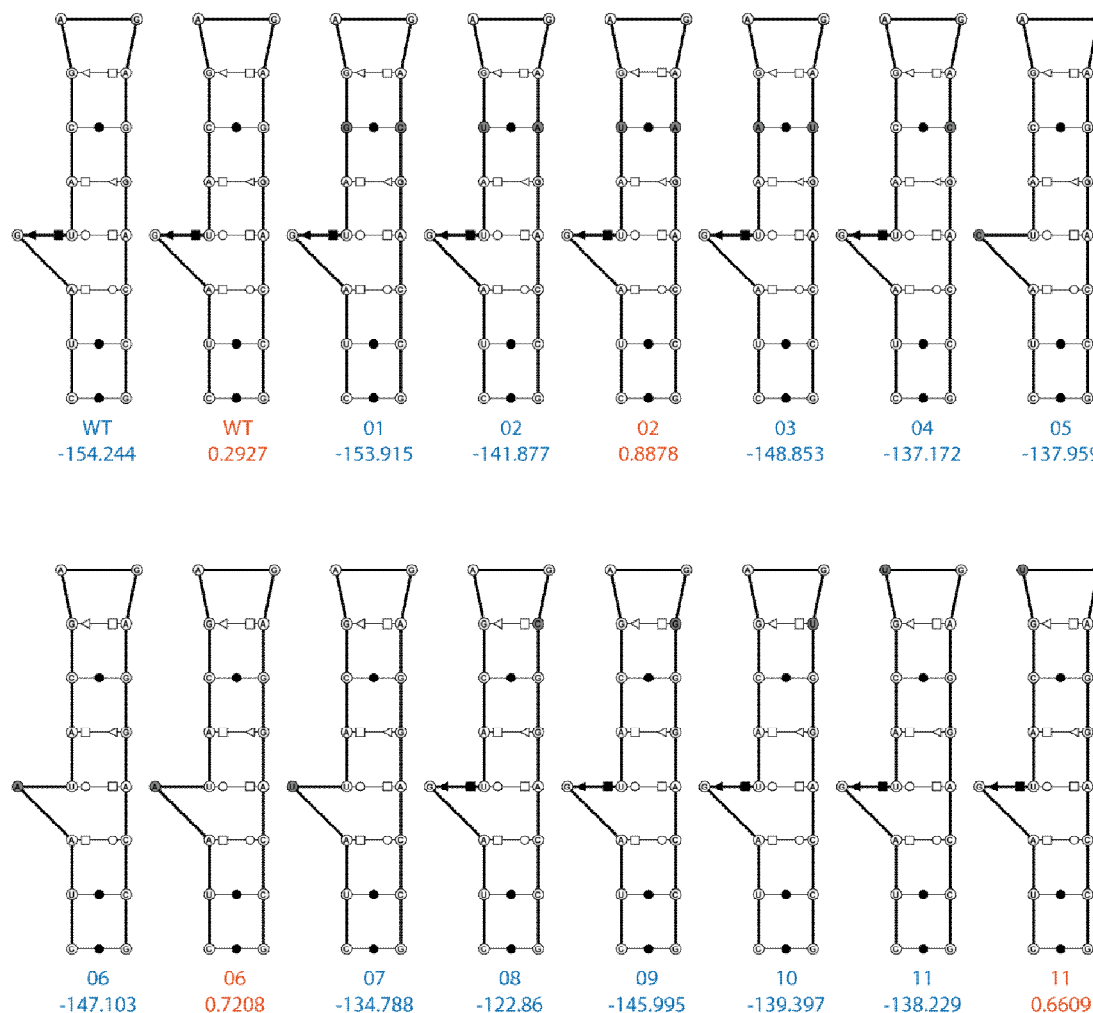 A G A G A G A G A G A G A G A
G A G A G A G A G A G A G A G A
C G C G G C U A U A A U C C C G
A G A G A G A G A G A G A G A G
G U A G U A G U A G U A G U A G U A G U A C U A
A C A C A C A C A C A C A C A C
U C U C U C U C U C U C U C U C
C G C G C G C G C G C G C G C G
WT WT 01 02 02 03 04 05
-154.244 0.2927 -153.915 -141.877 0.8878 -148.853 -137.172 -137.959
A G A G A G A G A G A G U G U
G A G A G A G C G G G U G A G A
C G C G C G C G C G C G C G C G
A G A G A G A G A G A G A G A G
A U A A U A U U A G U A G U A G U A G U A G U A
A C A C A C A C A C A C A C A C
U C U C U C U C U C U C U C U C
C G C G C G C G C G C G C G C G
06 06 07 08 09 10 11 11
-147.103 0.7208 -134.788 -122.86 -145.995 -139.397 -138.229 0.6609